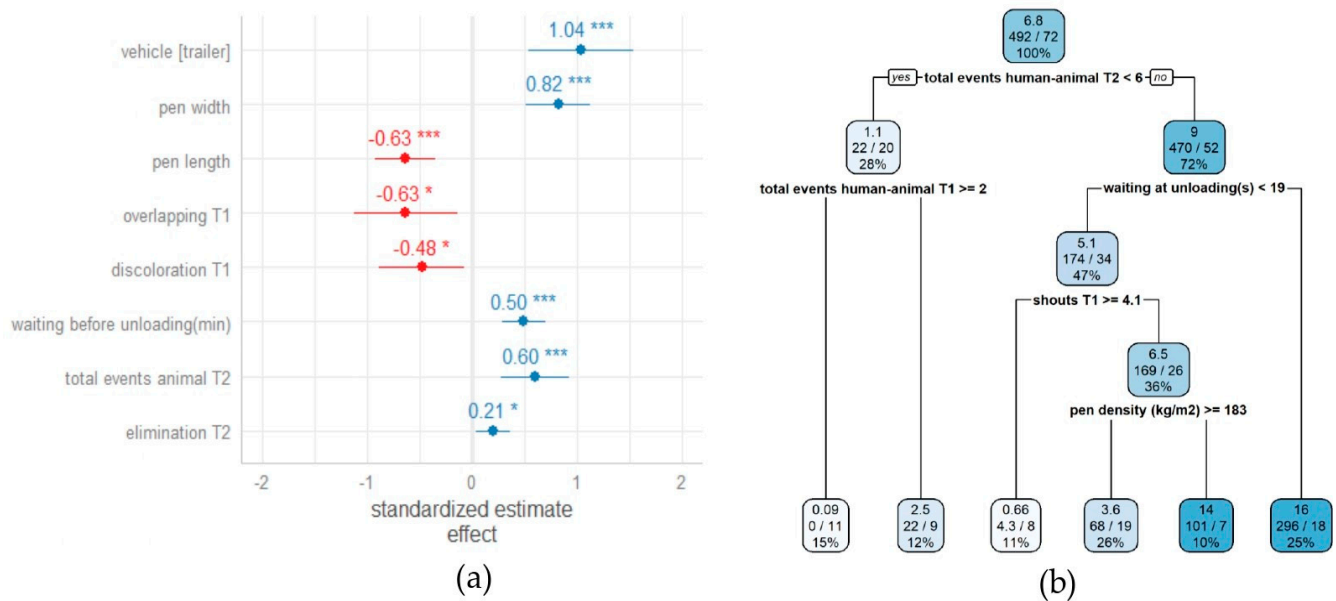 1.04 ***
vehicle [trailer]
0.82 ***
pen width
-0.63 ***
pen length
-0.63 *
overlapping T1
-0.48 *
discoloration T1
0.50 ***
waiting before unloading(min)
0.60 ***
total events animal T2
0.21 *
elimination T2
-2 -1 0 1 2
standardized estimate
effect
(a)
6.8
492 / 72
100%
yes total events human-animal T2 < 6 no
1.1
22 / 20
28%
9
470 / 52
72%
total events human-animal T1 >= 2
waiting at unloading(s) < 19
5.1
174 / 34
47%
shouts T1 >= 4.1
6.5
169 / 26
36%
pen density (kg/m2) >= 183
0.09
0 / 11
15%
2.5
22 / 9
12%
0.66
4.3 / 8
11%
3.6
68 / 19
26%
14
101 / 7
10%
16
296 / 18
25%
(b)